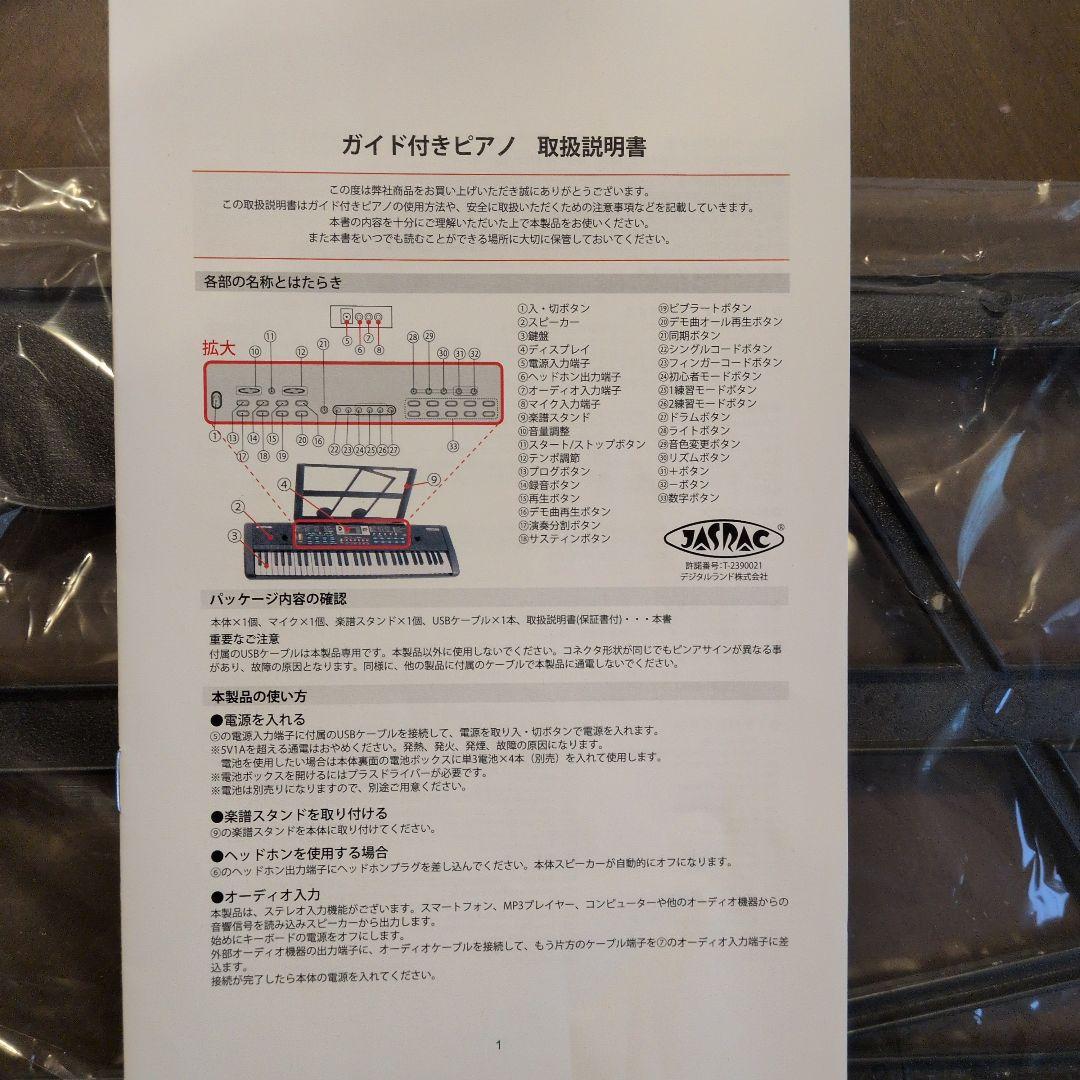 ガイド付きピアノ 取扱説明書
この度は弊社商品をお買い上げいただき誠にありがとうございます。
この取扱説明書はガイド付きピアノの使用方法や、安全に取扱いただくための注意事項などを記載していきます。
本書の内容を十分にご理解いただいた上で本製品をお使いください。
また本書をいつでも読むことができる場所に大切に保管しておいてください。
各部の名称とはたらき
拡大
⑤ ⑥ ⑦ ⑧
⑩ ⑪ ⑫ ㉑ ㉘ ㉙ ㉚ ㉛ ㉜
① ⑬ ⑭ ⑮ ⑳ ⑯ ㉒ ㉓ ㉔ ㉕ ㉖ ㉗ ㉝
⑰ ⑱ ⑲
④ ⑨
②
③
①入・切ボタン
②スピーカー
③鍵盤
④ディスプレイ
⑤電源入力端子
⑥ヘッドホン出力端子
⑦オーディオ入力端子
⑧マイク入力端子
⑨楽譜スタンド
⑩音量調整
⑪スタート/ストップボタン
⑫テンポ調節
⑬プログボタン
⑭録音ボタン
⑮再生ボタン
⑯デモ曲再生ボタン
⑰演奏分割ボタン
⑱サスティンボタン
⑲ビブラートボタン
⑳デモ曲オール再生ボタン
㉑同期ボタン
㉒シングルコードボタン
㉓フィンガーコードボタン
㉔初心者モードボタン
㉕1練習モードボタン
㉖2練習モードボタン
㉗ドラムボタン
㉘ライトボタン
㉙音色変更ボタン
㉚リズムボタン
㉛＋ボタン
㉜－ボタン
㉝数字ボタン
JASRAC®
許諾番号:T-2390021
デジタルランド株式会社
パッケージ内容の確認
本体×1個、マイク×1個、楽譜スタンド×1個、USBケーブル×1本、取扱説明書(保証書付)・・・本書
重要なご注意
付属のUSBケーブルは本製品専用です。本製品以外に使用しないでください。コネクタ形状が同じでもピンアサインが異なる事
があり、故障の原因となります。同様に、他の製品に付属のケーブルで本製品に通電しないでください。
本製品の使い方
●電源を入れる
⑤の電源入力端子に付属のUSBケーブルを接続して、電源を取り入・切ボタンで電源を入れます。
※5V1Aを超える通電はおやめください。発熱、発火、発煙、故障の原因になります。
電池を使用したい場合は本体裏面の電池ボックスに単3電池×4本（別売）を入れて使用します。
※電池ボックスを開けるにはプラスドライバーが必要です。
※電池は別売りになりますので、別途ご用意ください。
●楽譜スタンドを取り付ける
⑨の楽譜スタンドを本体に取り付けてください。
●ヘッドホンを使用する場合
⑥のヘッドホン出力端子にヘッドホンプラグを差し込んでください。本体スピーカーが自動的にオフになります。
●オーディオ入力
本製品は、ステレオ入力機能がございます。スマートフォン、MP3プレイヤー、コンピューターや他のオーディオ機器からの
音響信号を読み込みスピーカーから出力します。
始めにキーボードの電源をオフにします。
外部オーディオ機器の出力端子に、オーディオケーブルを接続して、もう片方のケーブル端子を⑦のオーディオ入力端子に差
込ます。
接続が完了したら本体の電源を入れてください。
1